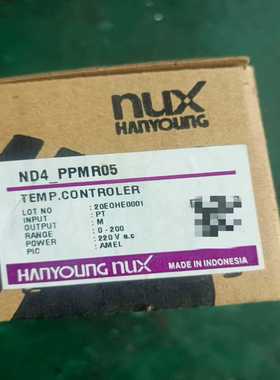 nux
HANYOUNG
ND4_PPMR05
TEMP.CONTROLER
LOT NO : 20EOHE0001
INPUT : PT
OUTPUT : M
RANGE : 0-200
POWER : 220V a.c
PIC : AMEL
HANYOUNG nux
MADE IN INDONESIA